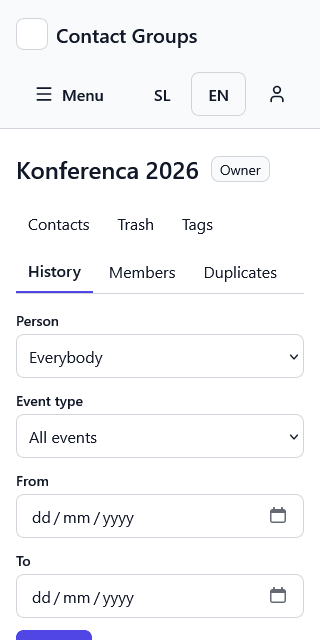 Contact Groups
Menu SL EN
Konferenca 2026 Owner
Contacts Trash Tags
History Members Duplicates
Person
Everybody
Event type
All events
From
dd / mm / yyyy
To
dd / mm / yyyy